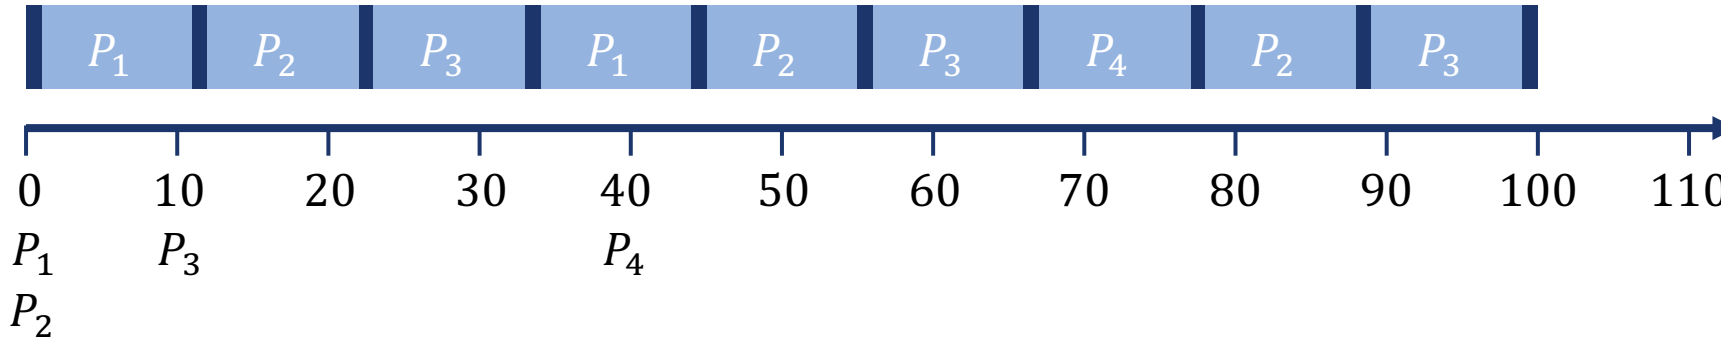 P₁ P₂ P₃ P₁ P₂ P₃ P₄ P₂ P₃
0 10 20 30 40 50 60 70 80 90 100 110
P₁ P₃ P₄
P₂